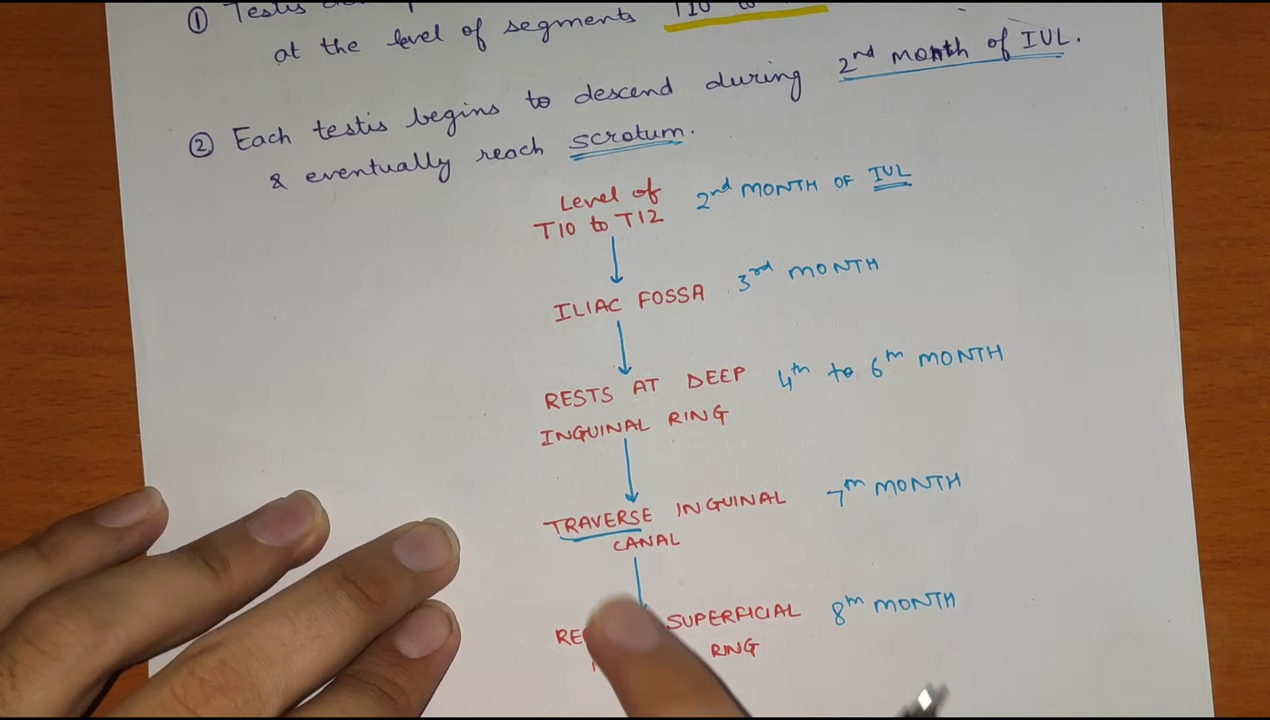 ① Testis
at the level of segments T10
② Each testis begins to descend during 2nd month of IUL.
& eventually reach scrotum.
Level of
T10 to T12 2nd MONTH OF IUL
ILIAC FOSSA 3rd MONTH
RESTS AT DEEP
INGUINAL RING 4th to 6th MONTH
TRAVERSE INGUINAL
CANAL 7th MONTH
SUPERFICIAL 8th MONTH
RING